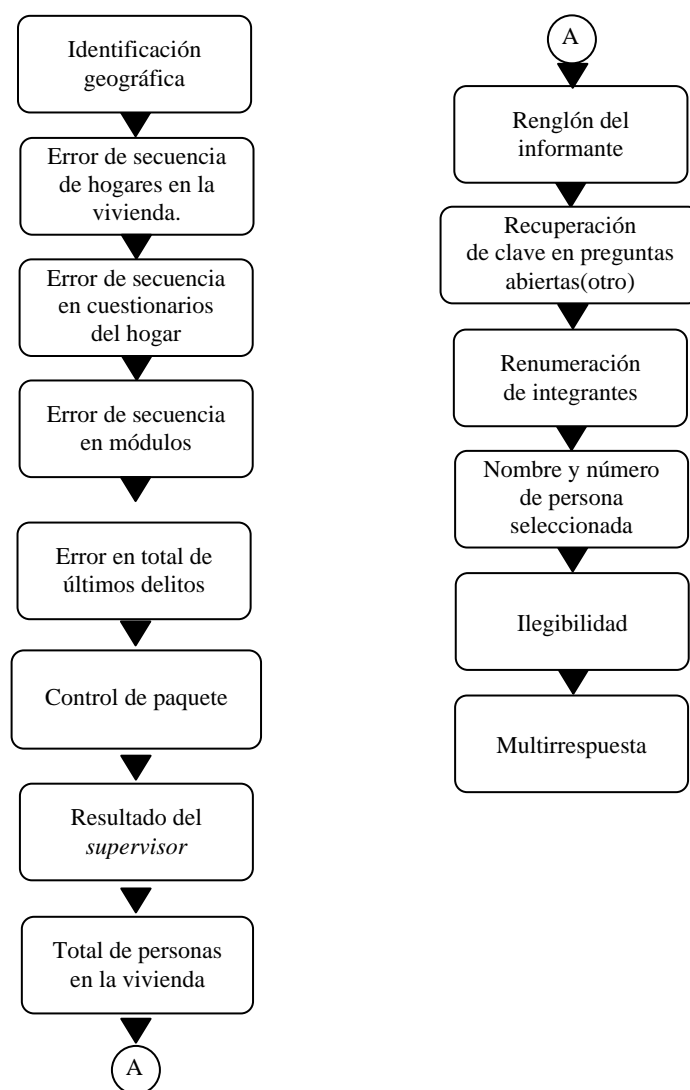 Identificación
geográfica
Error de secuencia
de hogares en la
vivienda.
Error de secuencia
en cuestionarios
del hogar
Error de secuencia
en módulos
Error en total de
últimos delitos
Control de paquete
Resultado del
supervisor
Total de personas
en la vivienda
A
A
Renglón del
informante
Recuperación
de clave en preguntas
abiertas(otro)
Renumeración
de integrantes
Nombre y número
de persona
seleccionada
Ilegibilidad
Multirrespuesta